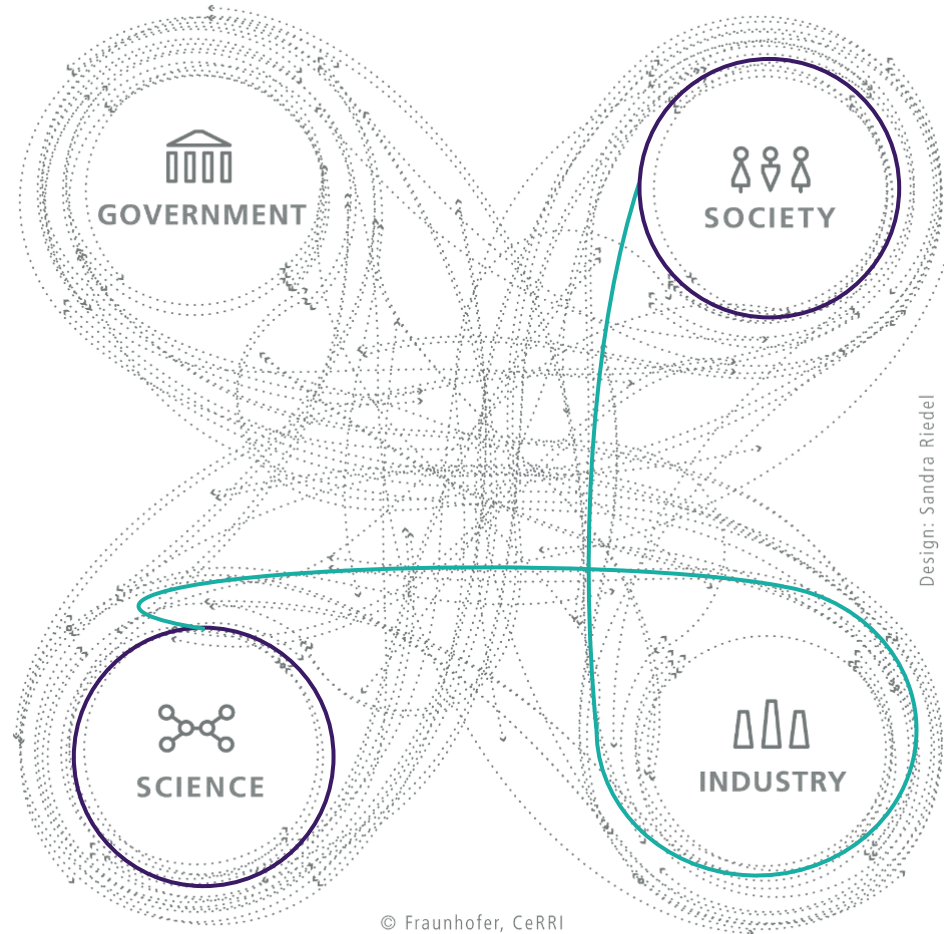 GOVERNMENT
SOCIETY
Design: Sandra Riedel
SCIENCE
INDUSTRY
© Fraunhofer, CeRRI